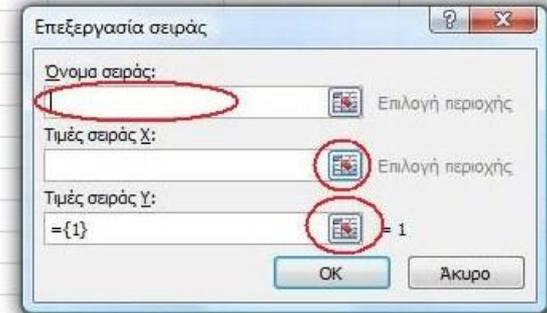 Επεξεργασία σειράς
Όνομα σειράς:
Επιλογή περιοχής
Τιμές σειράς X:
Επιλογή περιοχής
Τιμές σειράς Y:
={1} = 1
OK Άκυρο